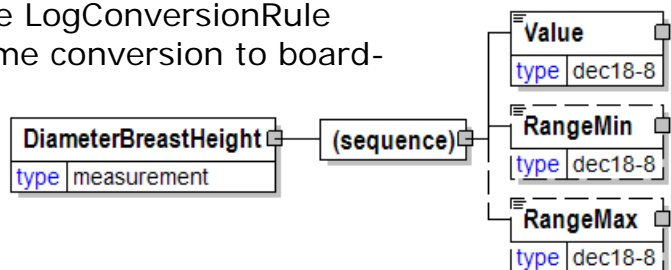 e LogConversionRule
me conversion to board-
Value
type dec18-8
DiameterBreastHeight
type measurement
(sequence)
RangeMin
type dec18-8
RangeMax
type dec18-8